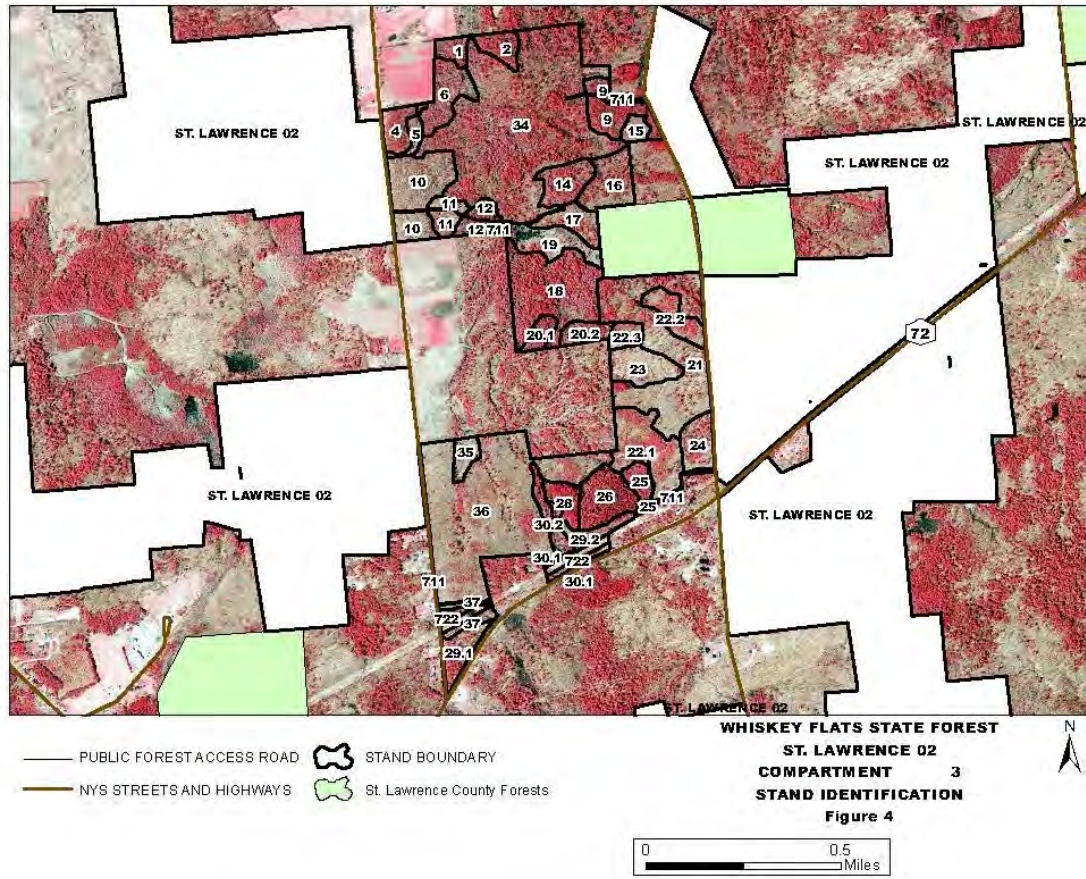 1
2
6
9
711
4
5
34
9
15
ST. LAWRENCE 02
ST. LAWRENCE 02
ST. LAWRENCE 02
10
14
16
11
12
10
11
12
711
17
19
18
22.2
20.1
20.2
22.3
72
23
21
35
22.1
24
ST. LAWRENCE 02
36
28
26
25
711
25
ST. LAWRENCE 02
30.2
29.2
30.1
722
711
30.1
37
722
37
29.1
ST. LAWRENCE 02
PUBLIC FOREST ACCESS ROAD
STAND BOUNDARY
NYS STREETS AND HIGHWAYS
St. Lawrence County Forests
WHISKEY FLATS STATE FOREST
ST. LAWRENCE 02
COMPARTMENT 3
STAND IDENTIFICATION
Figure 4
N
0 0.5
Miles